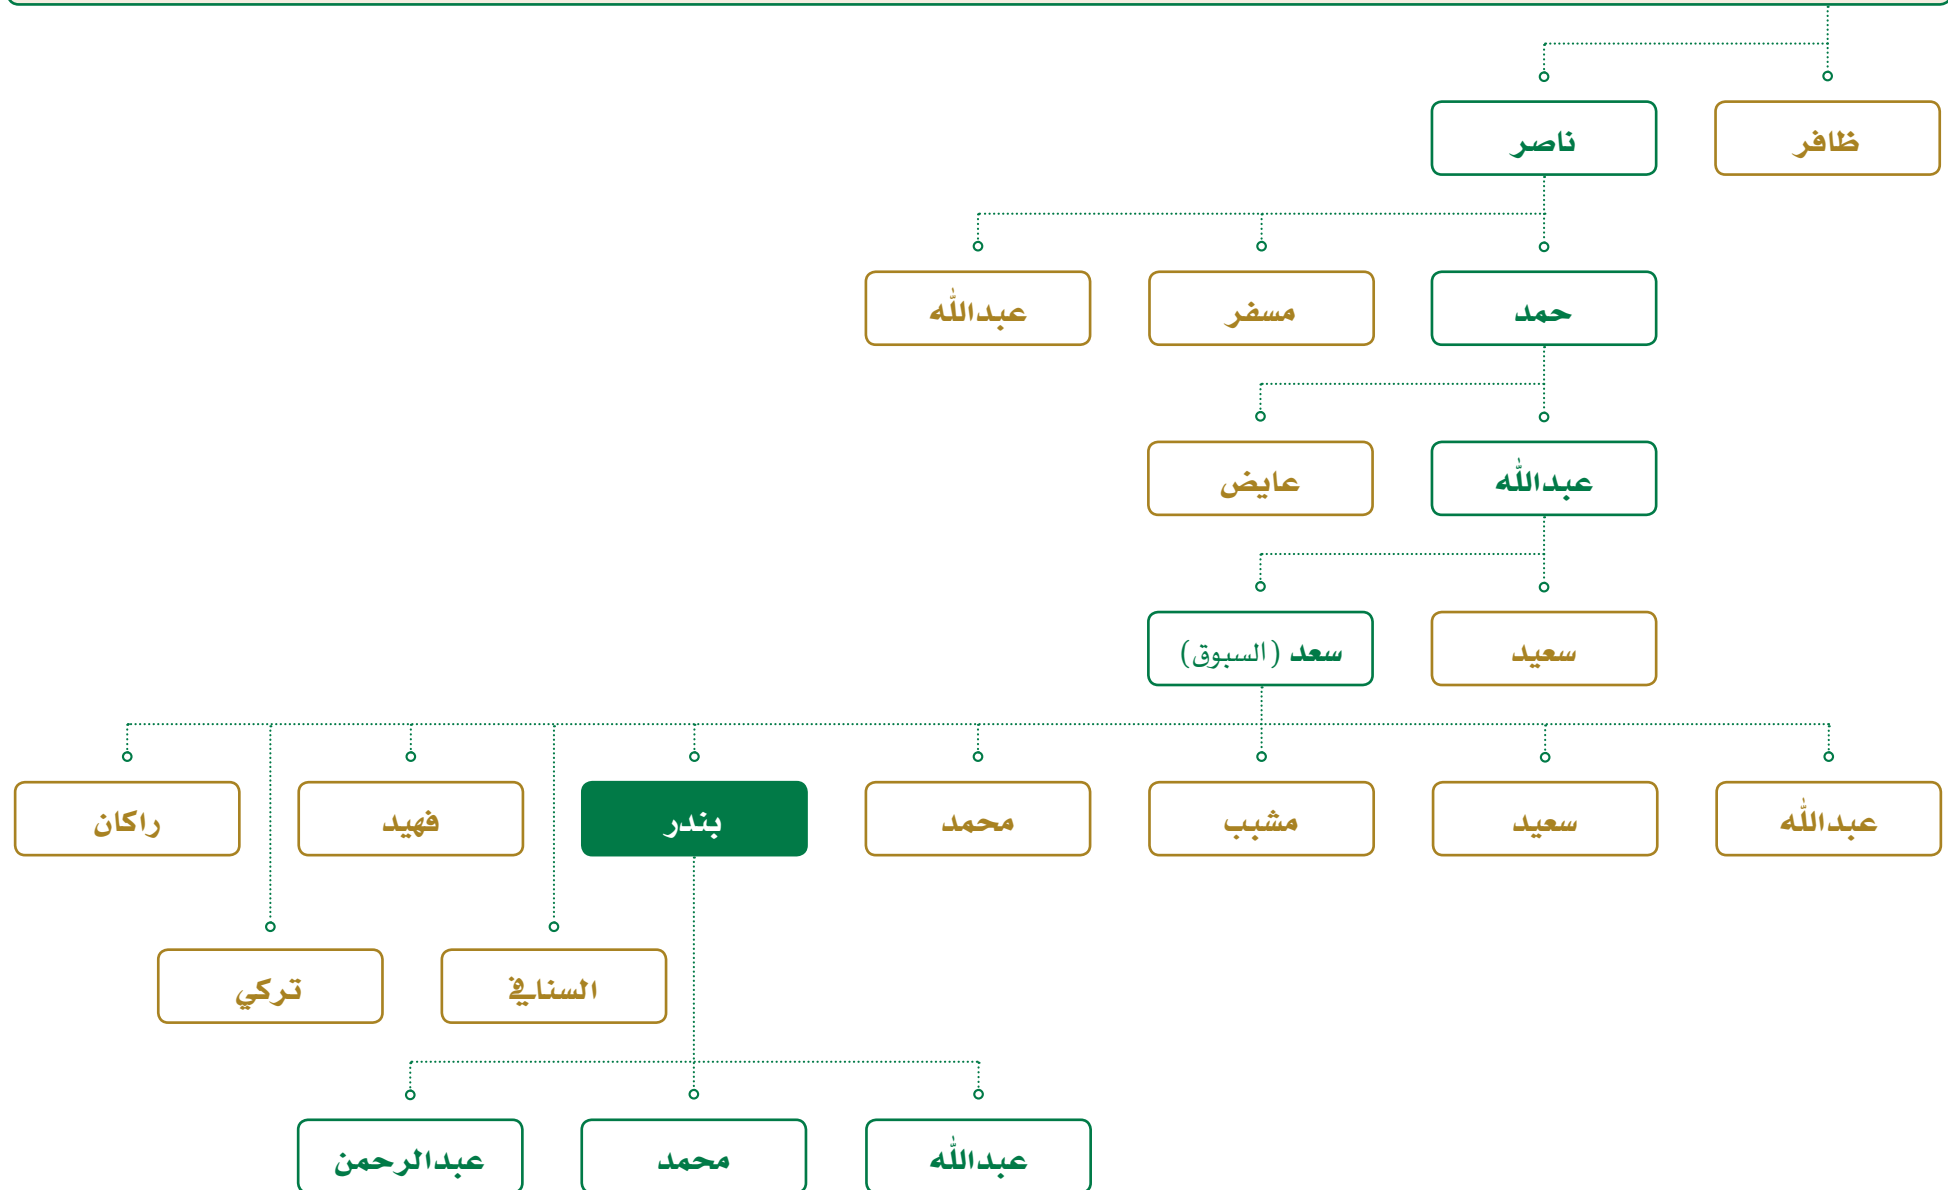 ظافر
ناصر
حمد
مسفر
عبدالله
عبدالله
عايض
سعيد
سعد (السبوق)
عبدالله
سعيد
مشبب
محمد
بندر
فهيد
راكان
السنافي
تركي
عبدالله
محمد
عبدالرحمن